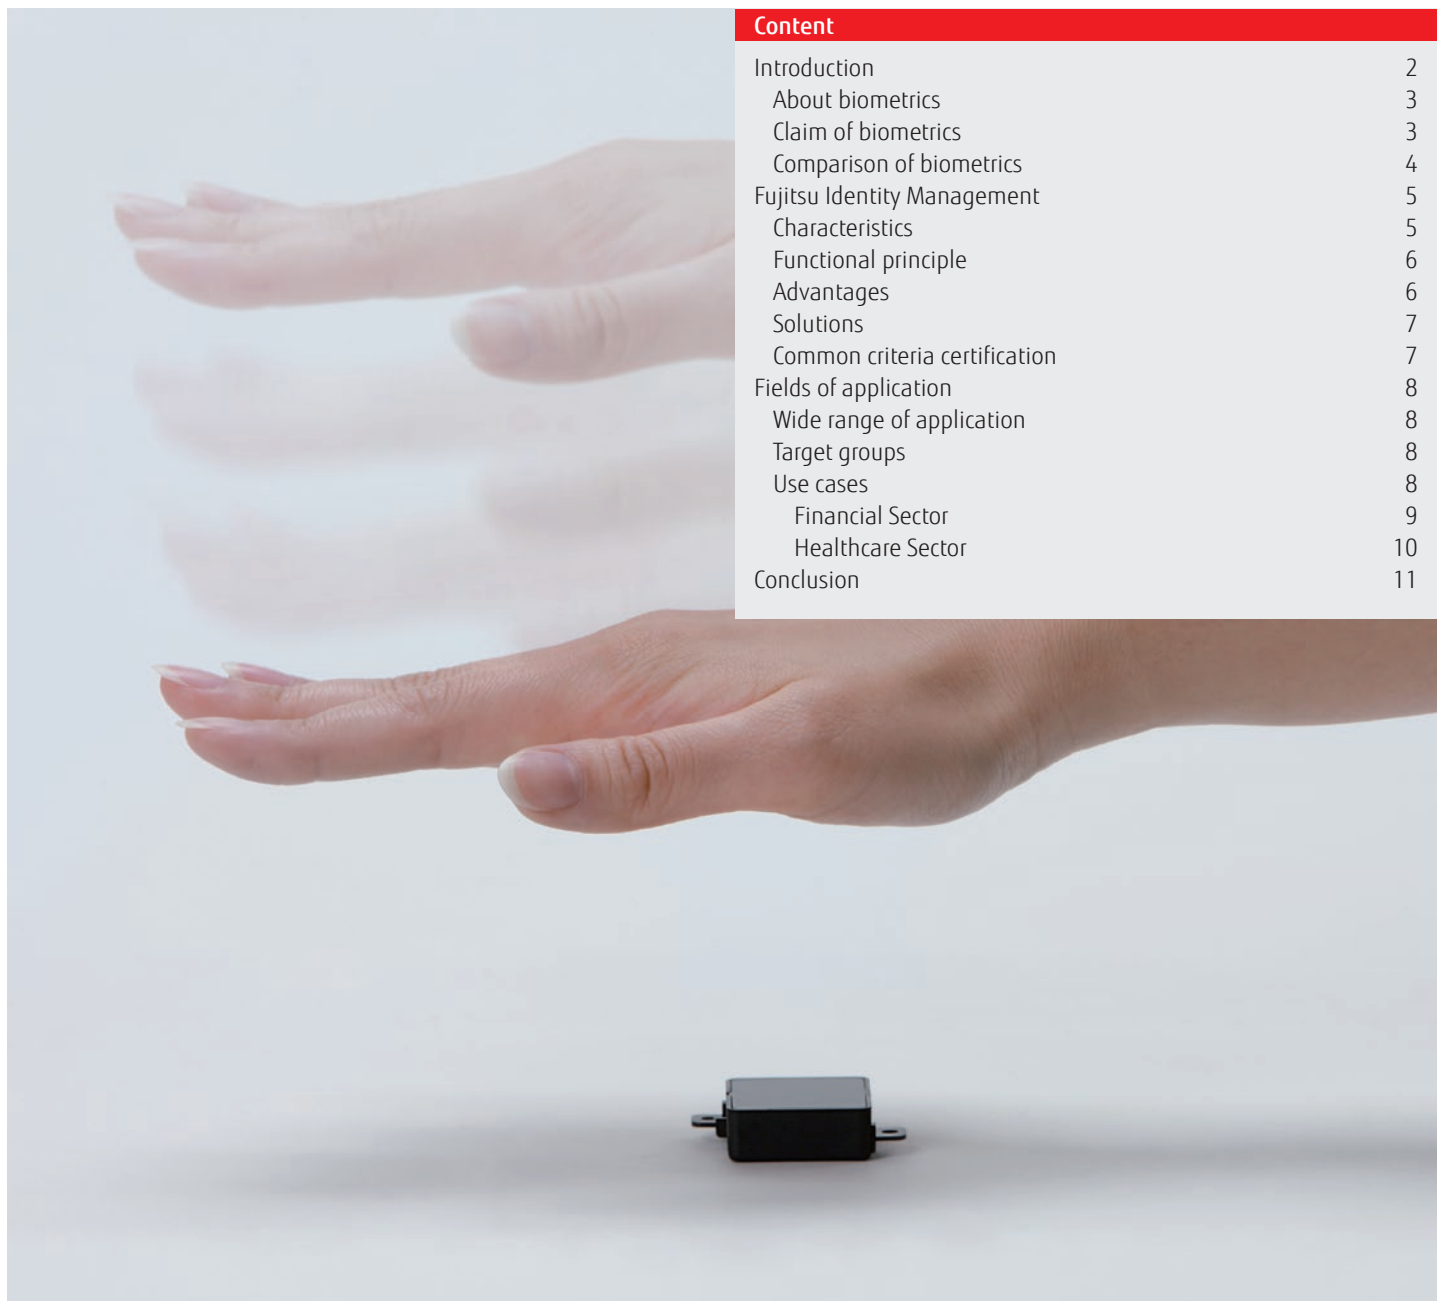 Content
Introduction 2
About biometrics 3
Claim of biometrics 3
Comparison of biometrics 4
Fujitsu Identity Management 5
Characteristics 5
Functional principle 6
Advantages 6
Solutions 7
Common criteria certification 7
Fields of application 8
Wide range of application 8
Target groups 8
Use cases 8
Financial Sector 9
Healthcare Sector 10
Conclusion 11